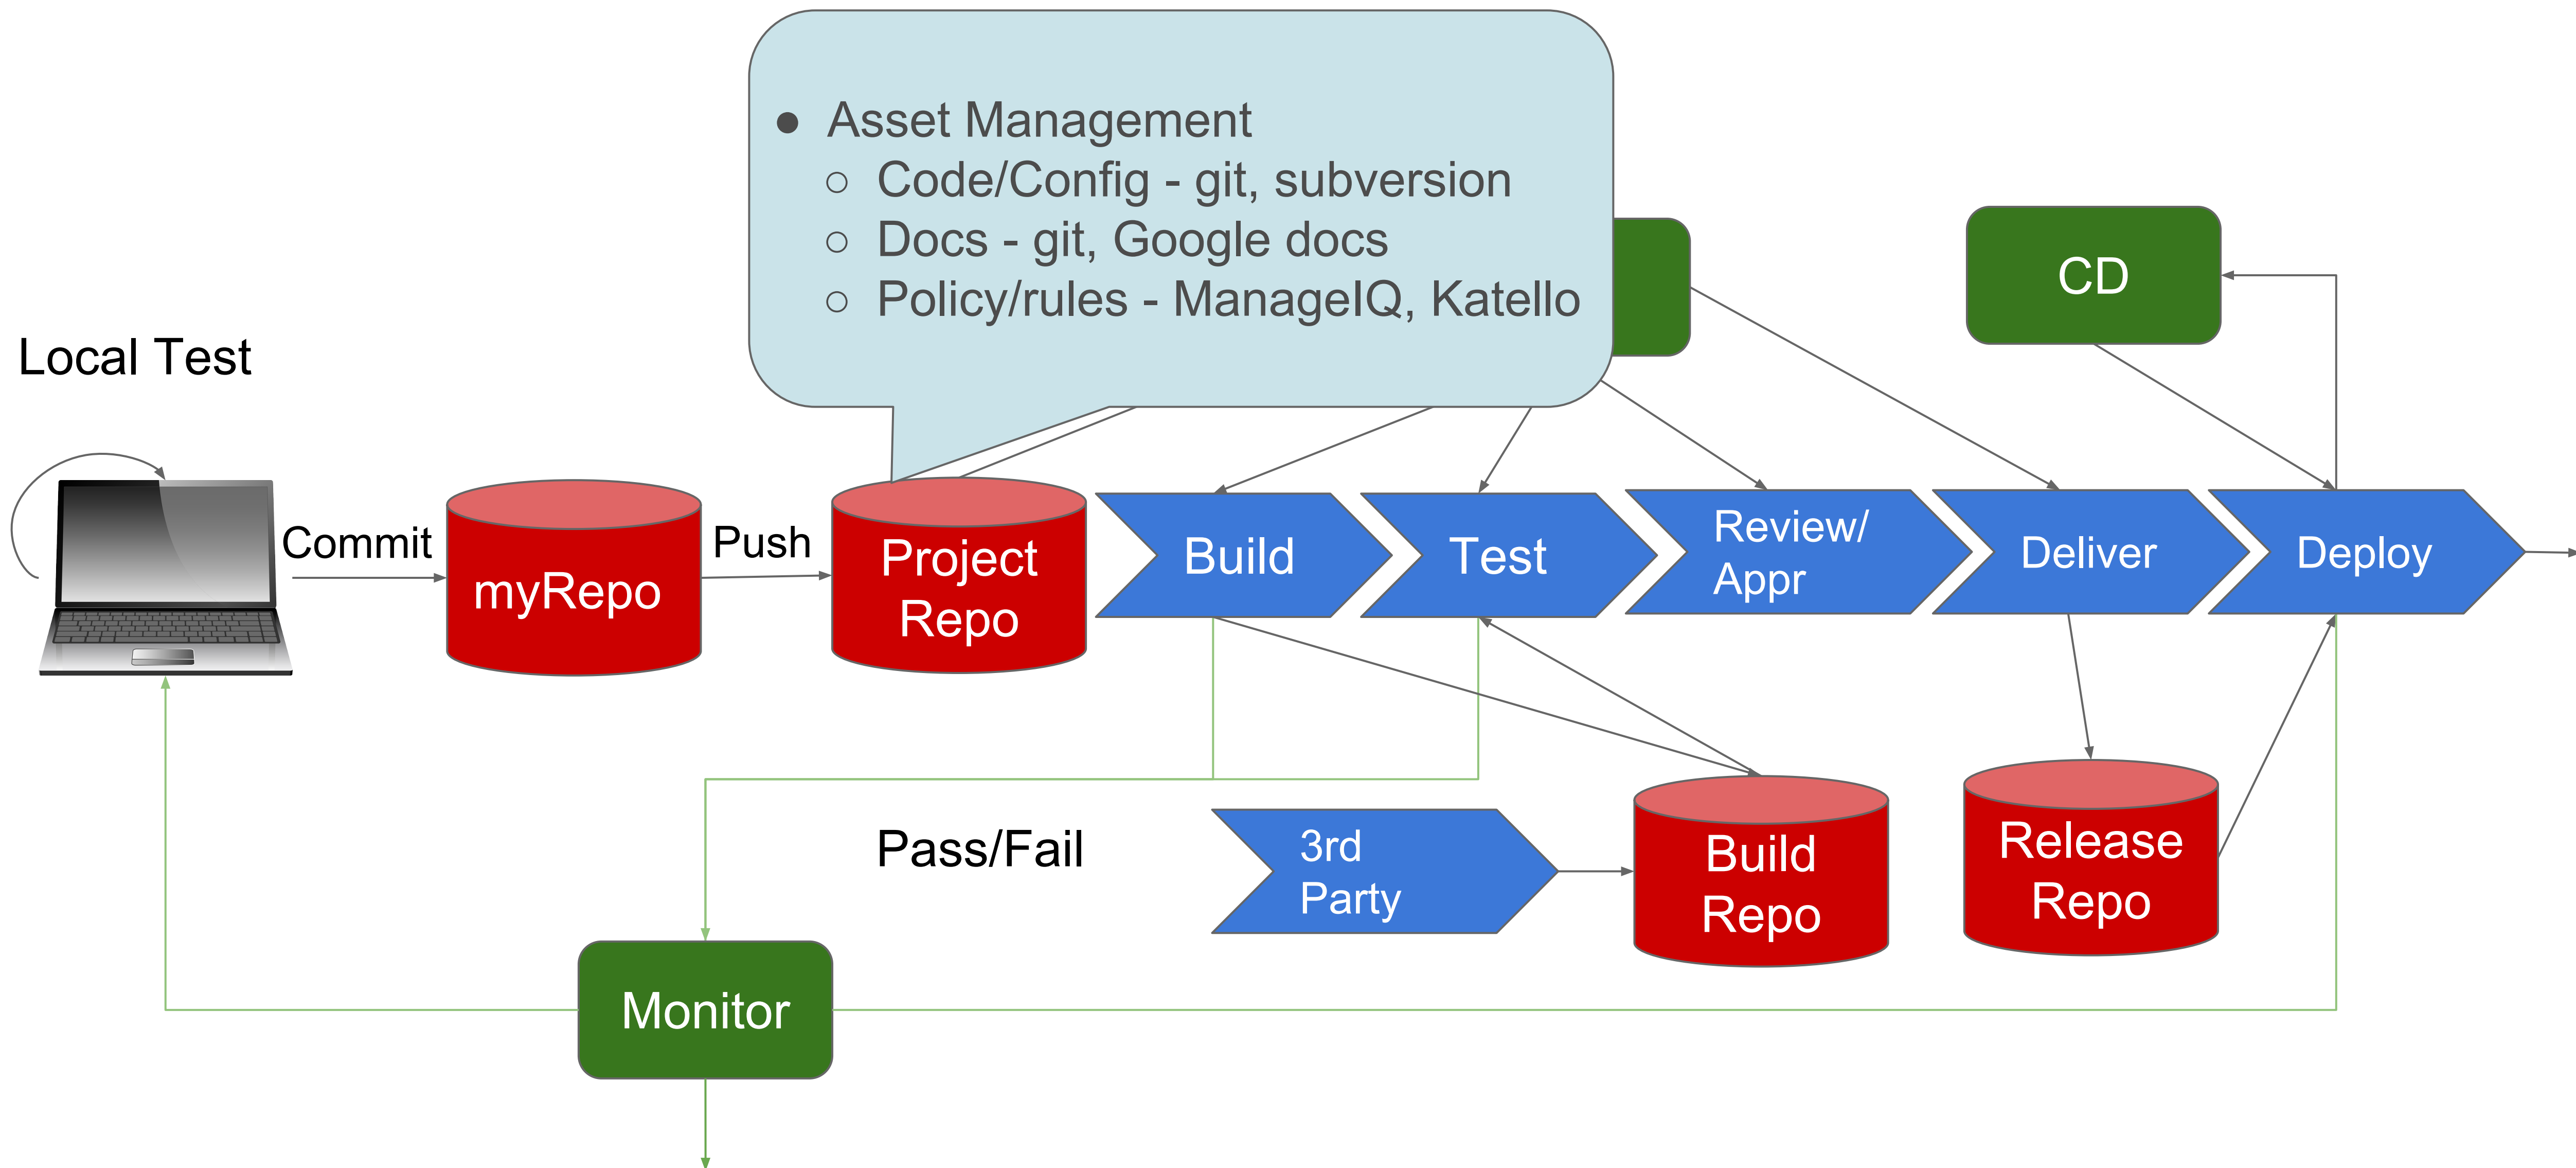 ● Asset Management
○ Code/Config - git, subversion
○ Docs - git, Google docs
○ Policy/rules - ManageIQ, Katello
CD
Local Test
Commit
myRepo
Push
Project
Repo
Build
Test
Review/
Appr
Deliver
Deploy
Pass/Fail
3rd
Party
Build
Repo
Release
Repo
Monitor